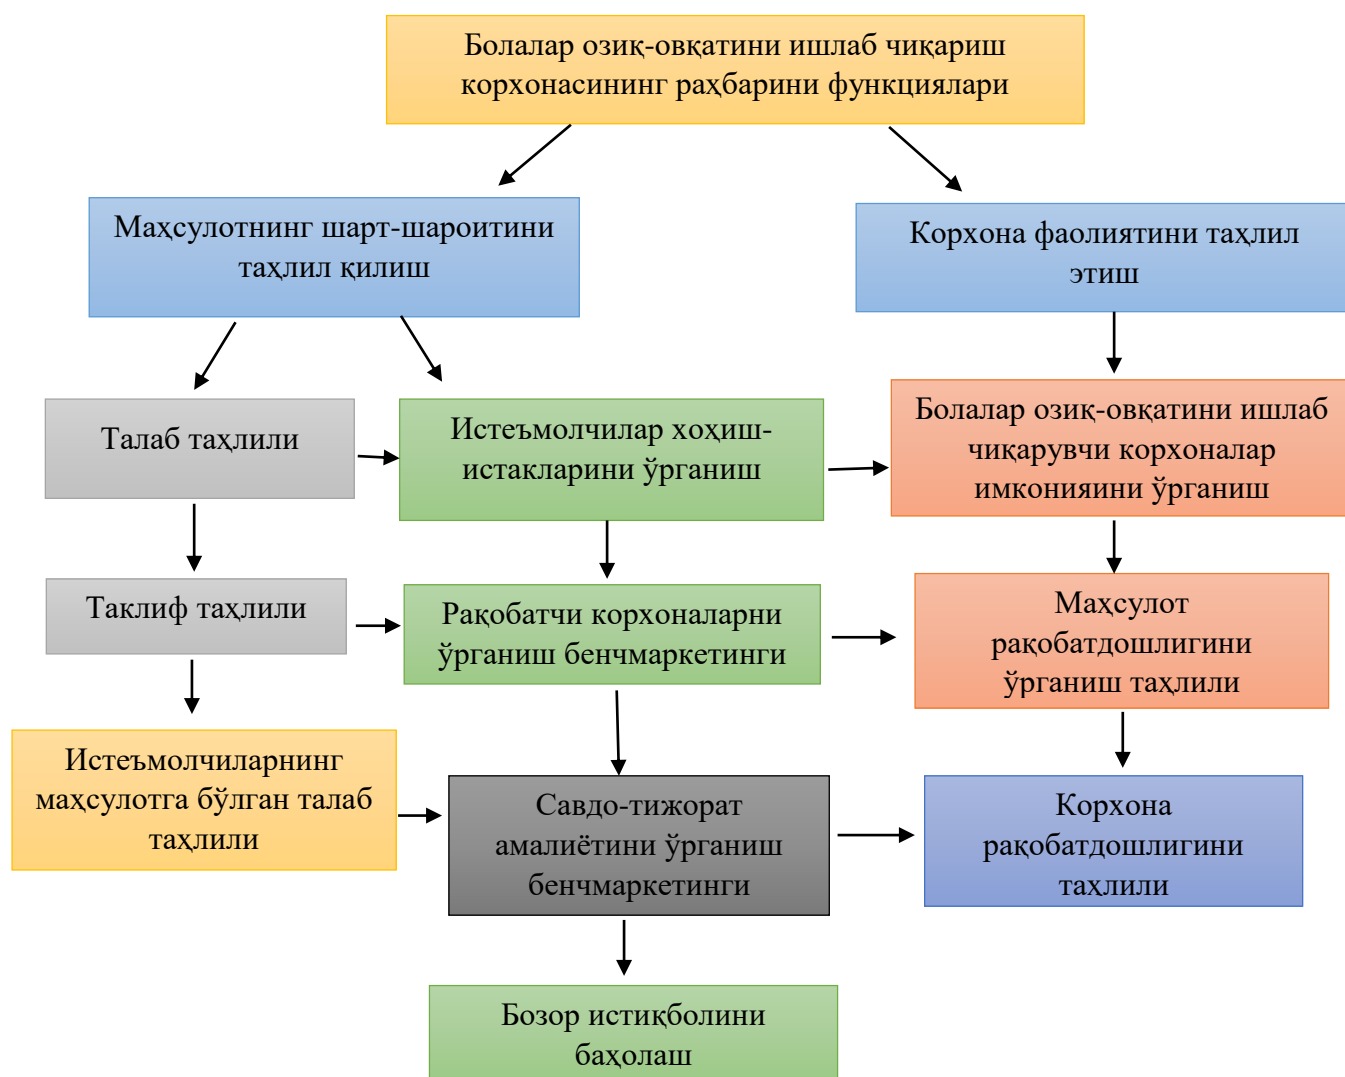 Болалар озиқ-овқатини ишлаб чиқариш
корхонасининг раҳбарини функциялари
Маҳсулотнинг шарт-шароитини
таҳлил қилиш
Корхона фаолиятини таҳлил
этиш
Талаб таҳлили
Истеъмолчилар хоҳиш-
истакларини ўрганиш
Болалар озиқ-овқатини ишлаб
чиқарувчи корхоналар
имконияини ўрганиш
Таклиф таҳлили
Рақобатчи корхоналарни
ўрганиш бенчмаркетинги
Маҳсулот
рақобатдошлигини
ўрганиш таҳлили
Истеъмолчиларнинг
маҳсулотга бўлган талаб
таҳлили
Савдо-тижорат
амалиётини ўрганиш
бенчмаркетинги
Корхона
рақобатдошлигини
таҳлили
Бозор истиқболини
баҳолаш